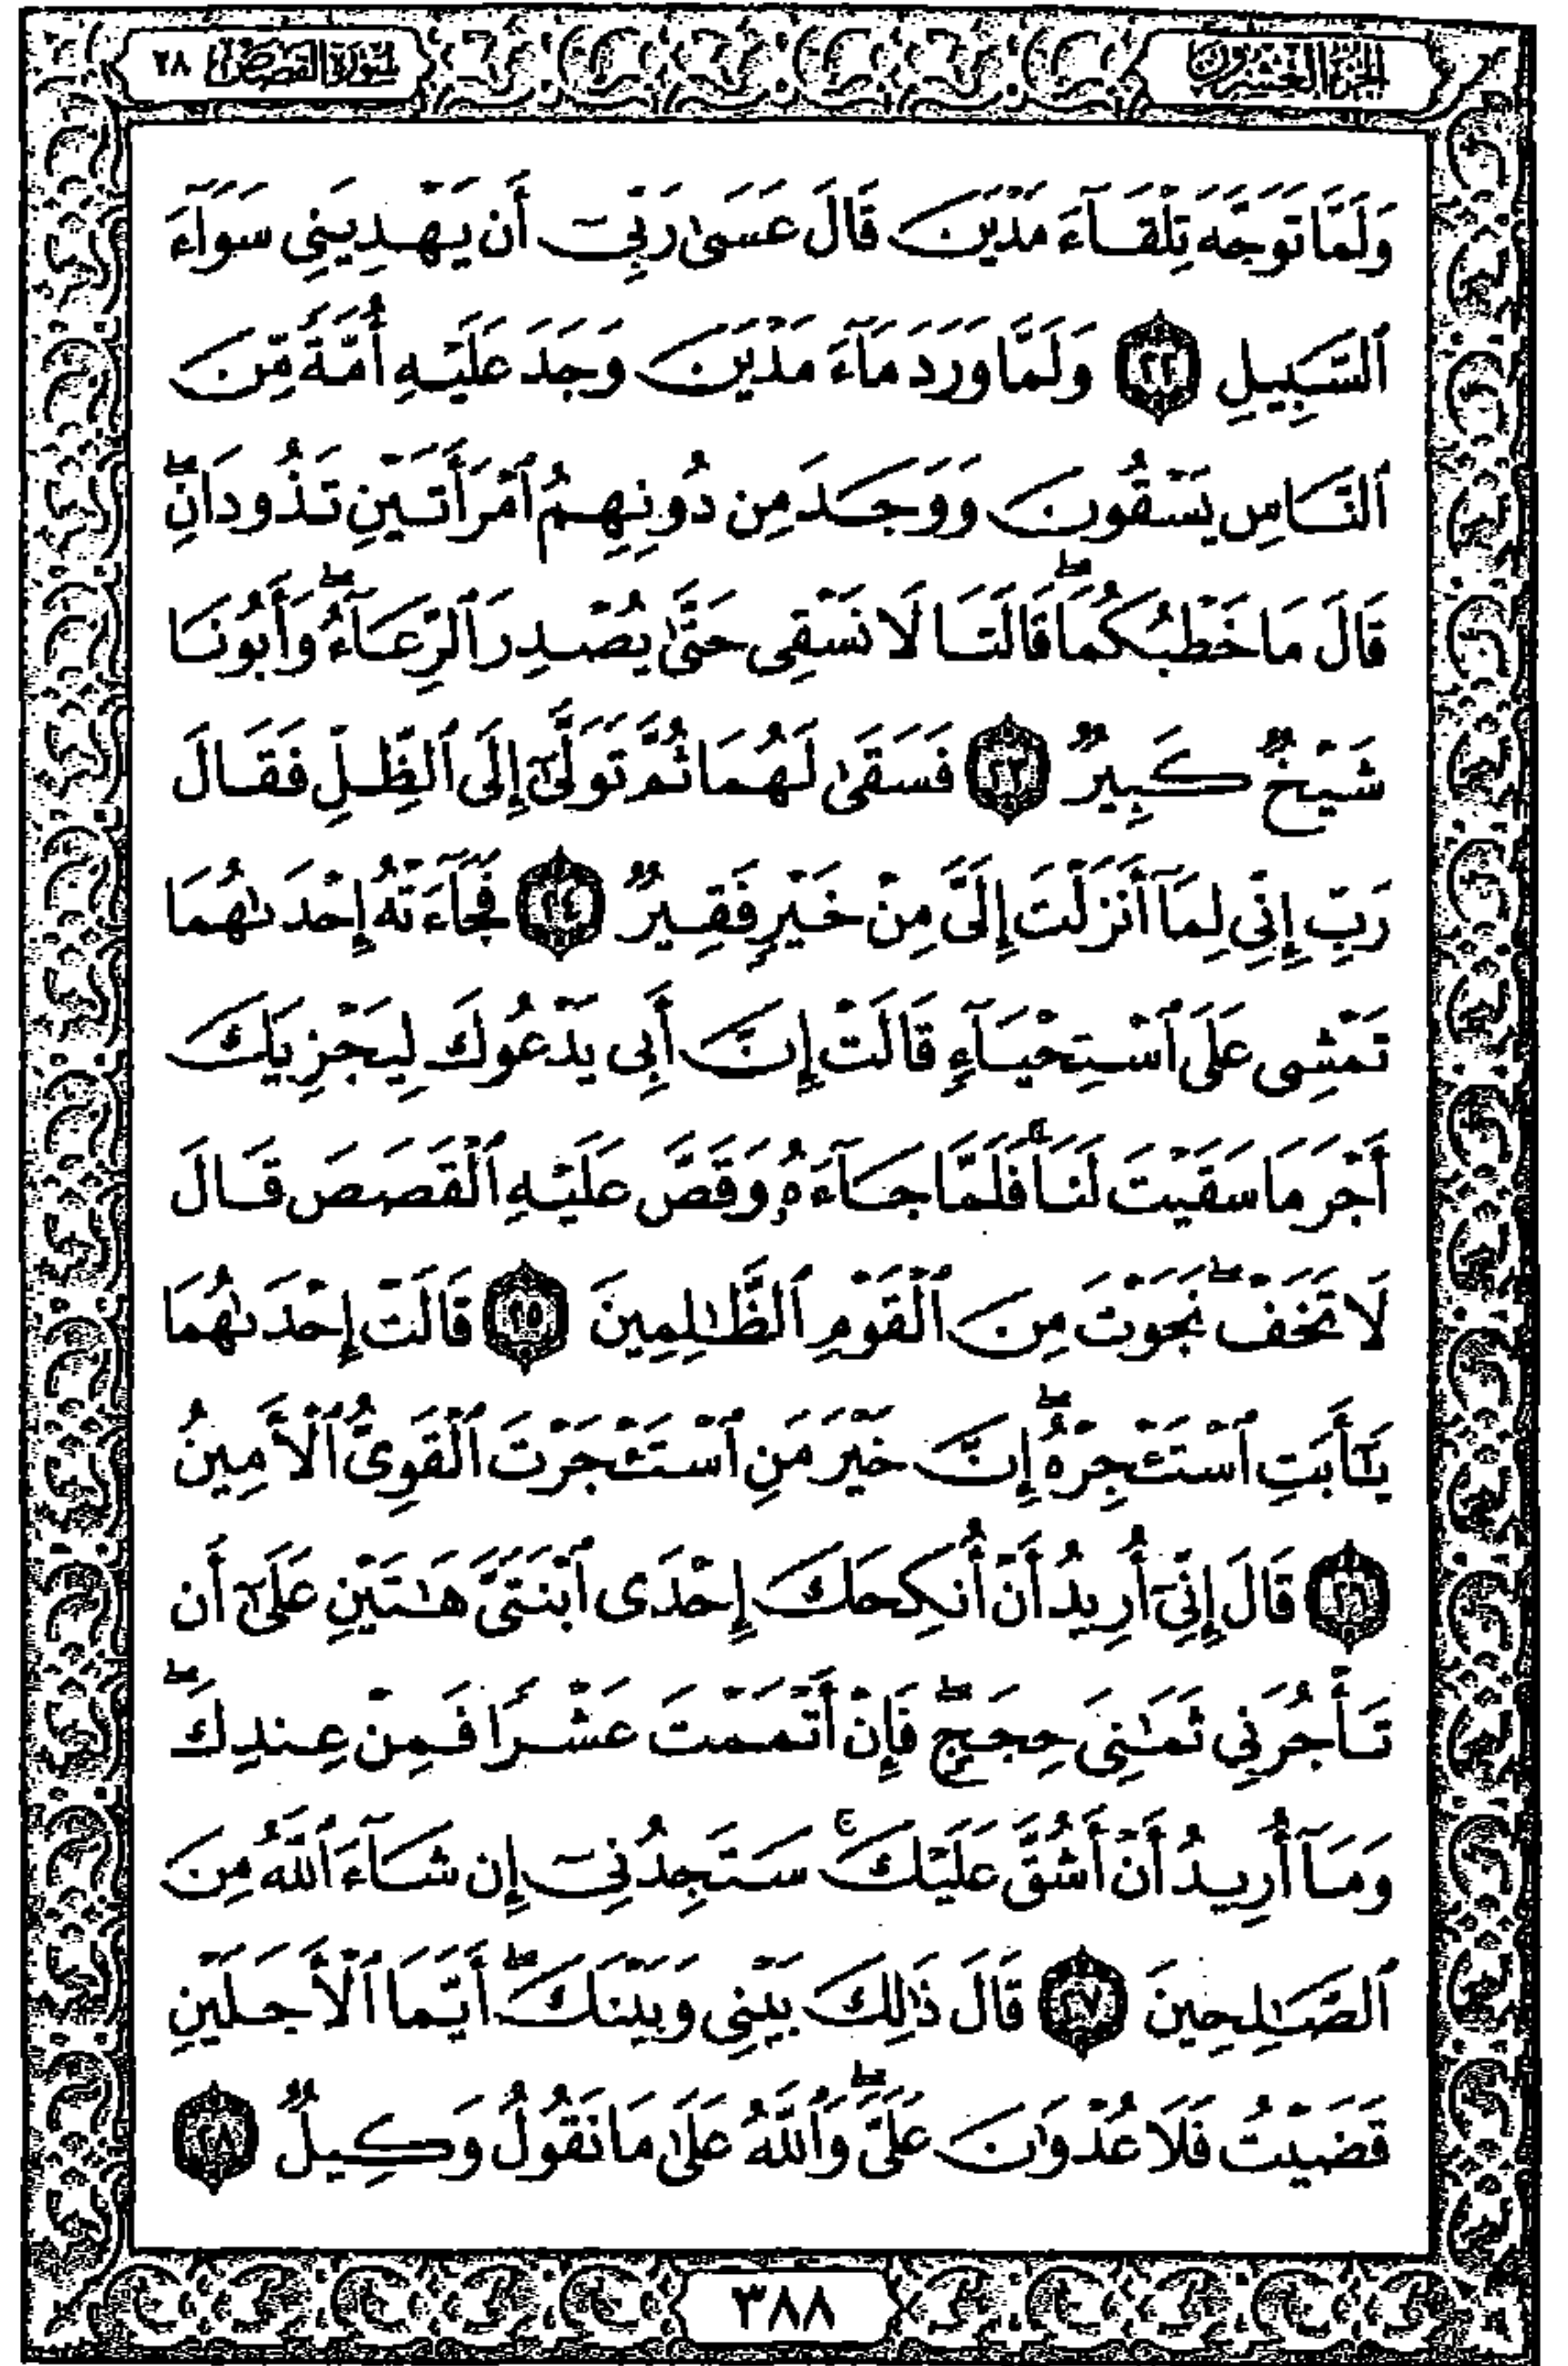 الجزء العشرون
سورة القصص ٢٨
وَلَمَّا تَوَجَّهَ تِلْقَآءَ مَدْيَنَ قَالَ عَسَىٰ رَبِّىٓ أَن يَهْدِيَنِى سَوَآءَ
ٱلسَّبِيلِ ٢٢ وَلَمَّا وَرَدَ مَآءَ مَدْيَنَ وَجَدَ عَلَيْهِ أُمَّةً مِّنَ
ٱلنَّاسِ يَسْقُونَ وَوَجَدَ مِن دُونِهِمُ ٱمْرَأَتَيْنِ تَذُودَانِ ۖ
قَالَ مَا خَطْبُكُمَا ۖ قَالَتَا لَا نَسْقِى حَتَّىٰ يُصْدِرَ ٱلرِّعَآءُ ۖ وَأَبُونَا
شَيْخٌ كَبِيرٌ ٢٣ فَسَقَىٰ لَهُمَا ثُمَّ تَوَلَّىٰٓ إِلَى ٱلظِّلِّ فَقَالَ
رَبِّ إِنِّى لِمَآ أَنزَلْتَ إِلَىَّ مِنْ خَيْرٍ فَقِيرٌ ٢٤ فَجَآءَتْهُ إِحْدَىٰهُمَا
تَمْشِى عَلَى ٱسْتِحْيَآءٍ قَالَتْ إِنَّ أَبِى يَدْعُوكَ لِيَجْزِيَكَ
أَجْرَ مَا سَقَيْتَ لَنَا ۚ فَلَمَّا جَآءَهُۥ وَقَصَّ عَلَيْهِ ٱلْقَصَصَ قَالَ
لَا تَخَفْ ۖ نَجَوْتَ مِنَ ٱلْقَوْمِ ٱلظَّٰلِمِينَ ٢٥ قَالَتْ إِحْدَىٰهُمَا
يَٰٓأَبَتِ ٱسْتَـْٔجِرْهُ ۖ إِنَّ خَيْرَ مَنِ ٱسْتَـْٔجَرْتَ ٱلْقَوِىُّ ٱلْأَمِينُ
٢٦ قَالَ إِنِّىٓ أُرِيدُ أَنْ أُنكِحَكَ إِحْدَى ٱبْنَتَىَّ هَٰتَيْنِ عَلَىٰٓ أَن
تَأْجُرَنِى ثَمَٰنِىَ حِجَجٍ ۖ فَإِنْ أَتْمَمْتَ عَشْرًا فَمِنْ عِندِكَ ۖ
وَمَآ أُرِيدُ أَنْ أَشُقَّ عَلَيْكَ ۚ سَتَجِدُنِىٓ إِن شَآءَ ٱللَّهُ مِنَ
ٱلصَّٰلِحِينَ ٢٧ قَالَ ذَٰلِكَ بَيْنِى وَبَيْنَكَ ۖ أَيَّمَا ٱلْأَجَلَيْنِ
قَضَيْتُ فَلَا عُدْوَٰنَ عَلَىَّ ۖ وَٱللَّهُ عَلَىٰ مَا نَقُولُ وَكِيلٌ ٢٨
٣٨٨